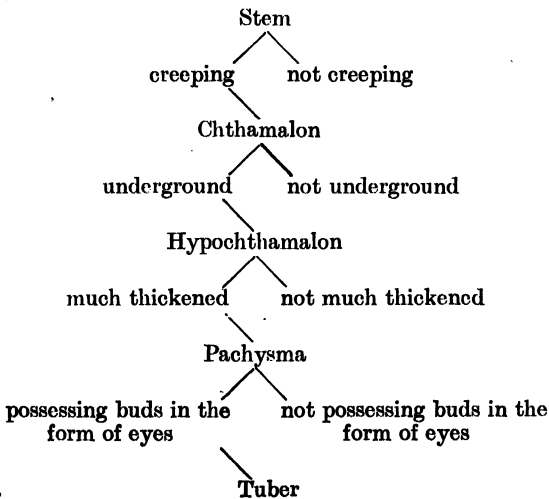 Stem
creeping not creeping
Chthamalon
underground not underground
Hypochthamalon
much thickened not much thickened
Pachysma
possessing buds in the not possessing buds in the
form of eyes form of eyes
Tuber